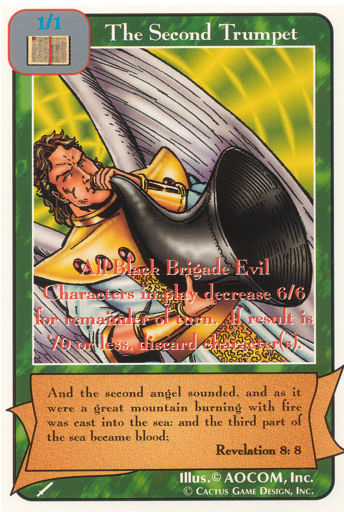 1/1
The Second Trumpet
All Black Brigade Evil
Characters in play decrease 6/6
for remainder of turn. If result is
*/0 or less, discard character(s).
And the second angel sounded, and as it
were a great mountain burning with fire
was cast into the sea: and the third part of
the sea became blood;
Revelation 8: 8
Illus.© AOCOM, Inc.
© Cactus Game Design, Inc.